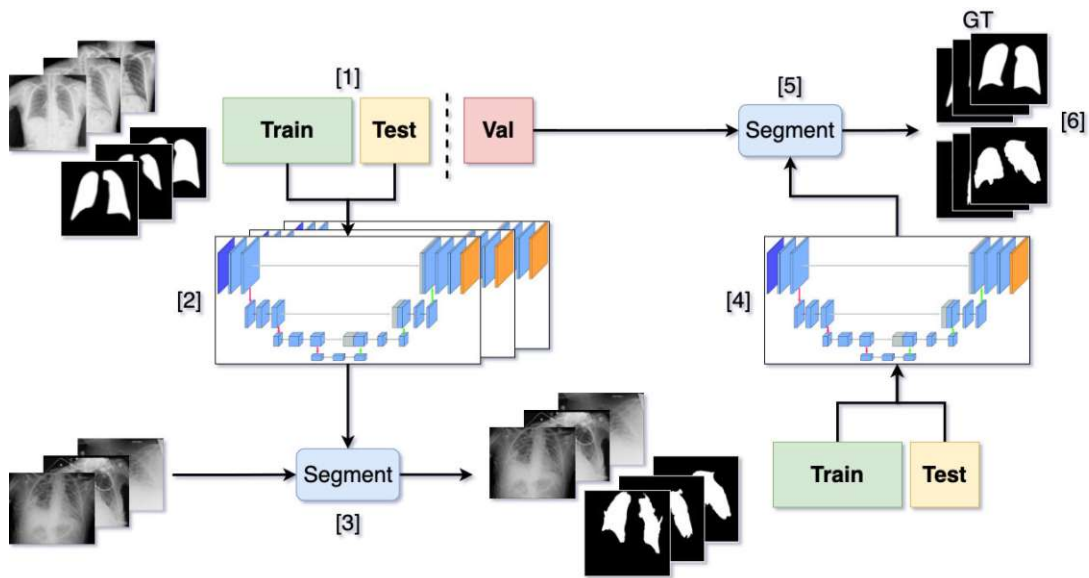 GT
[1]
[5]
Train
Test
Val
Segment
[6]
[2]
[4]
Segment
[3]
Train
Test